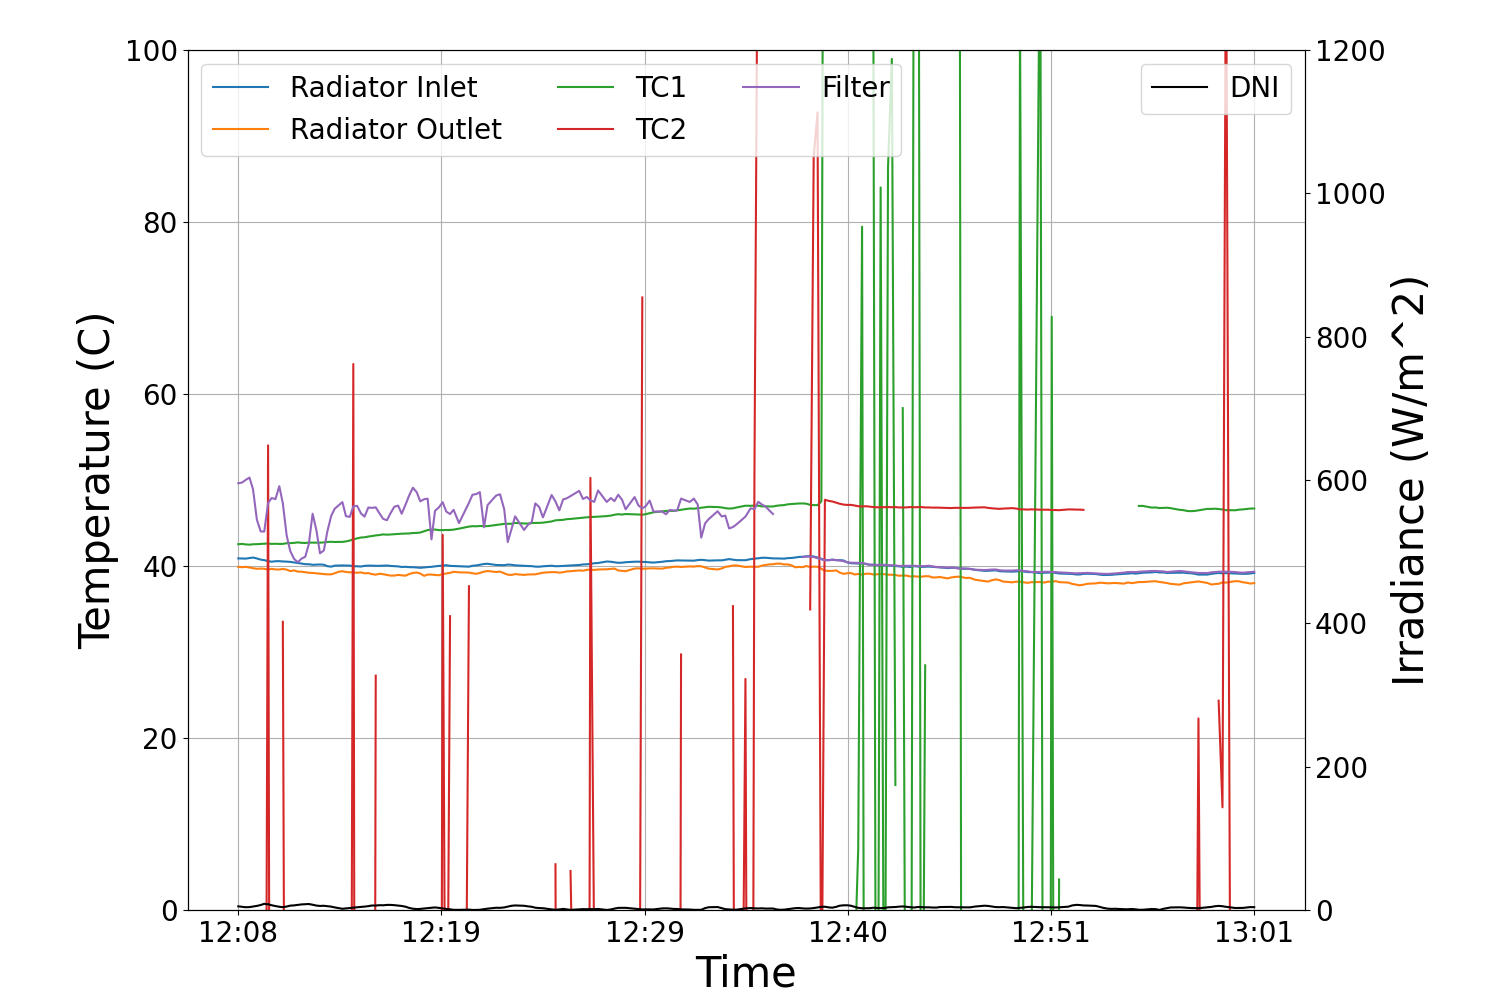 100
80
60
40
20
0
Temperature (C)
Radiator Inlet
Radiator Outlet
TC1
TC2
Filter
DNI
1200
1000
800
600
400
200
0
Irradiance (W/m^2)
12:08
12:19
12:29
12:40
12:51
13:01
Time